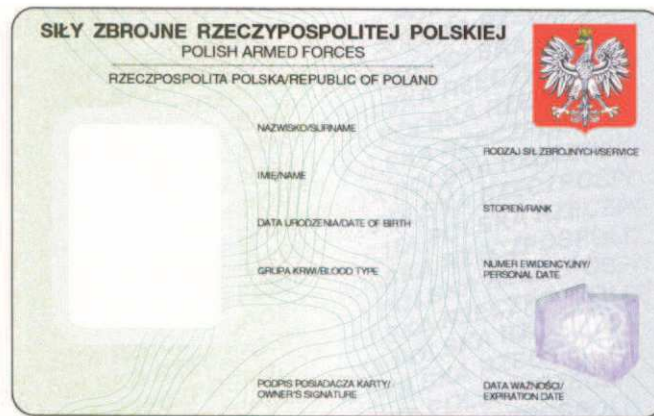 SIŁY ZBROJNE RZECZYPOSPOLITEJ POLSKIEJ
POLISH ARMED FORCES
RZECZPOSPOLITA POLSKA/REPUBLIC OF POLAND
NAZWISKO/SURNAME
RODZAJ SIŁ ZBROJNYCH/SERVICE
IMIĘ/NAME
STOPIEŃ/RANK
DATA URODZENIA/DATE OF BIRTH
GRUPA KRWI/BLOOD TYPE
NUMER EWIDENCYJNY/
PERSONAL DATE
PODPIS POSIADACZA KARTY/
OWNER'S SIGNATURE
DATA WAŻNOŚCI/
EXPIRATION DATE